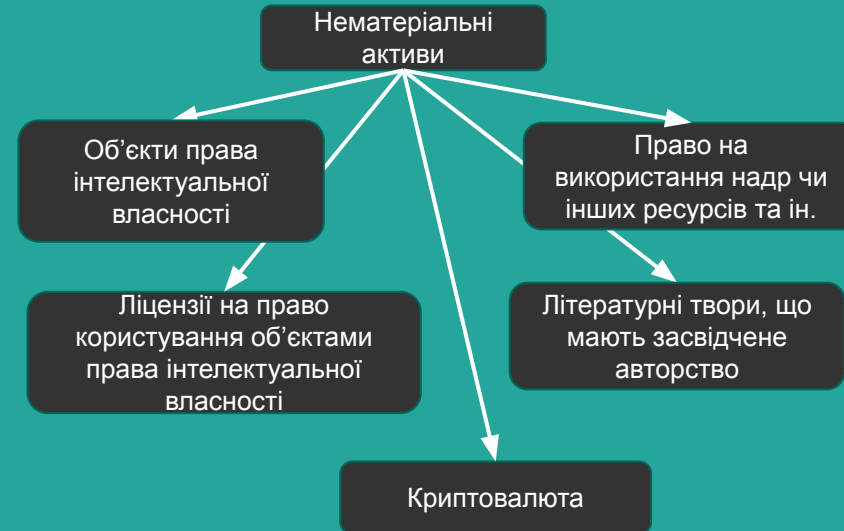 Нематеріальні
активи
Об’єкти права
інтелектуальної
власності
Право на
використання надр чи
інших ресурсів та ін.
Ліцензії на право
користування об’єктами
права інтелектуальної
власності
Літературні твори, що
мають засвідчене
авторство
Криптовалюта